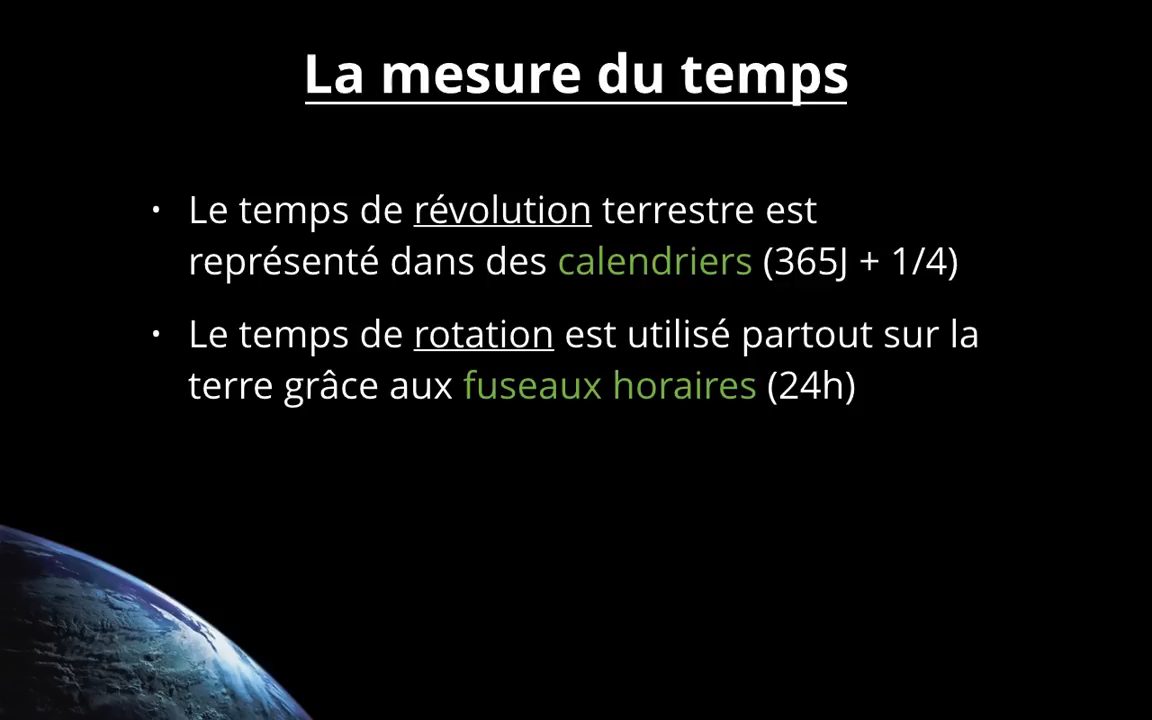 La mesure du temps
• Le temps de révolution terrestre est
représenté dans des calendriers (365J + 1/4)
• Le temps de rotation est utilisé partout sur la
terre grâce aux fuseaux horaires (24h)